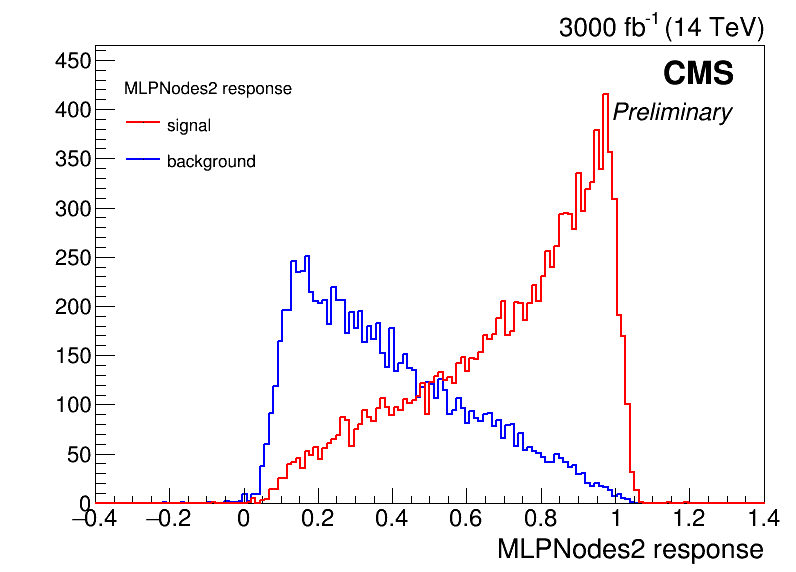 3000 fb-1 (14 TeV)
CMS
Preliminary
MLPNodes2 response
signal
background
450
400
350
300
250
200
150
100
50
0
−0.4 −0.2 0 0.2 0.4 0.6 0.8 1 1.2 1.4
MLPNodes2 response